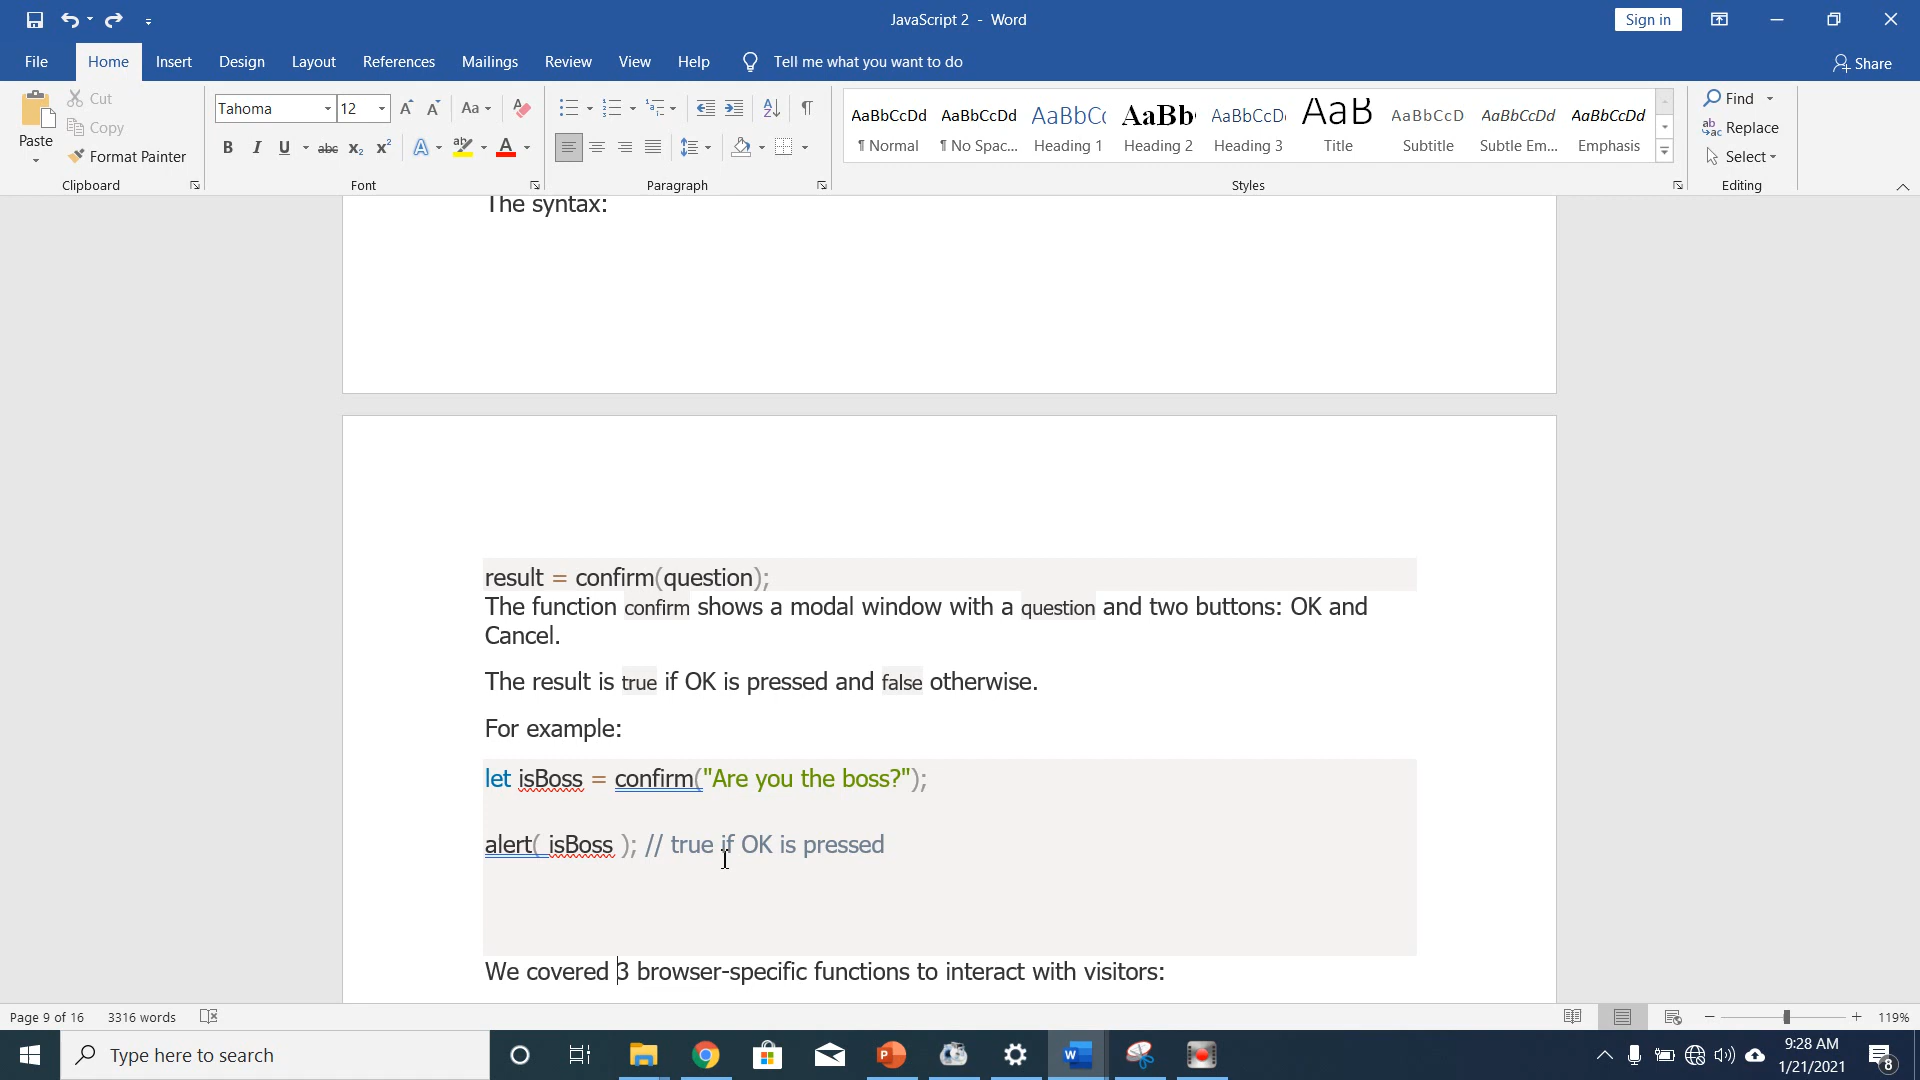 JavaScript 2 - Word
Sign in
File Home Insert Design Layout References Mailings Review View Help Tell me what you want to do
Share
Paste
Cut
Copy
Format Painter
Clipboard
Tahoma 12
Aa
B I U abc X₂ X²
A aby A
Font
Paragraph
AaBbCcDd AaBbCcDd AaBbCc AaBb AaBbCcD AaB AaBbCcD AaBbCcDd AaBbCcDd
¶ Normal ¶ No Spac... Heading 1 Heading 2 Heading 3 Title Subtitle Subtle Em... Emphasis
Styles
Find
Replace
Select
Editing
The syntax:
result = confirm(question);
The function confirm shows a modal window with a question and two buttons: OK and
Cancel.
The result is true if OK is pressed and false otherwise.
For example:
let isBoss = confirm("Are you the boss?");
alert( isBoss ); // true if OK is pressed
We covered 3 browser-specific functions to interact with visitors:
Page 9 of 16 3316 words
119%
Type here to search
9:28 AM
1/21/2021
8